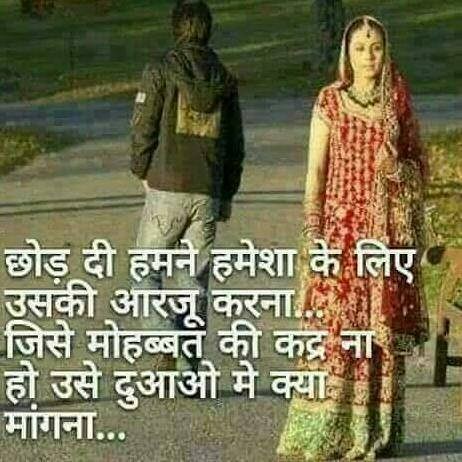 छोड़ दी हमने हमेशा के लिए
उसकी आरजू करना...
जिसे मोहब्बत की कद्र ना
हो उसे दुआओ मे क्या
मांगना...